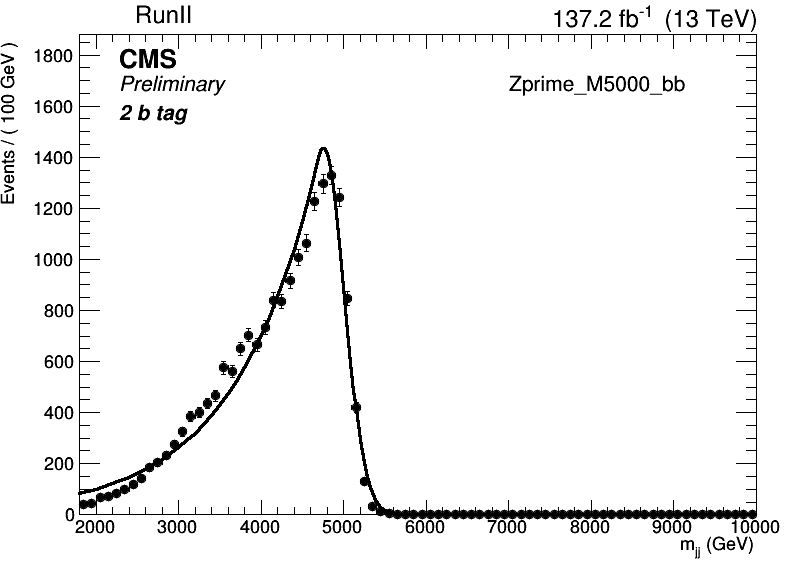 RunII
137.2 fb⁻¹ (13 TeV)
CMS
Preliminary
2 b tag
Zprime_M5000_bb
Events / ( 100 GeV )
1800
1600
1400
1200
1000
800
600
400
200
0
2000 3000 4000 5000 6000 7000 8000 9000 10000
m_jj (GeV)